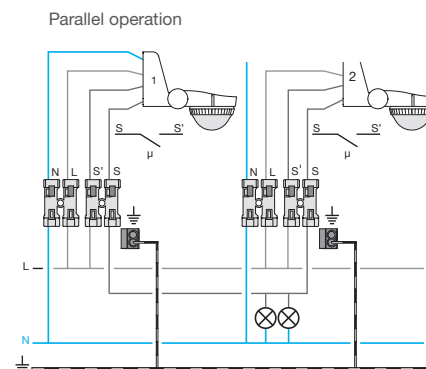 Parallel operation
1
2
S S'
µ
S S'
µ
N L S' S
N L S' S
L
N